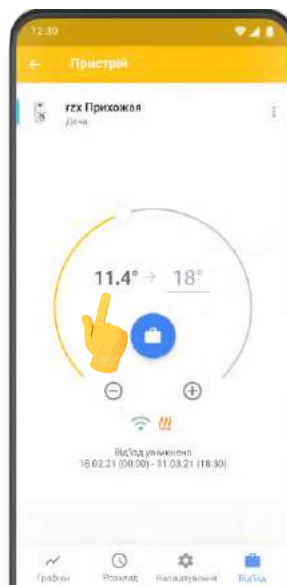 12:30
Пристрій
rzx Прихожая
Дача
11.4° → 18°
Від'їзд увімкнено
18.02.21 (00:00) - 31.03.21 (18:30)
Графіки Розклад Налаштування Від'їзд